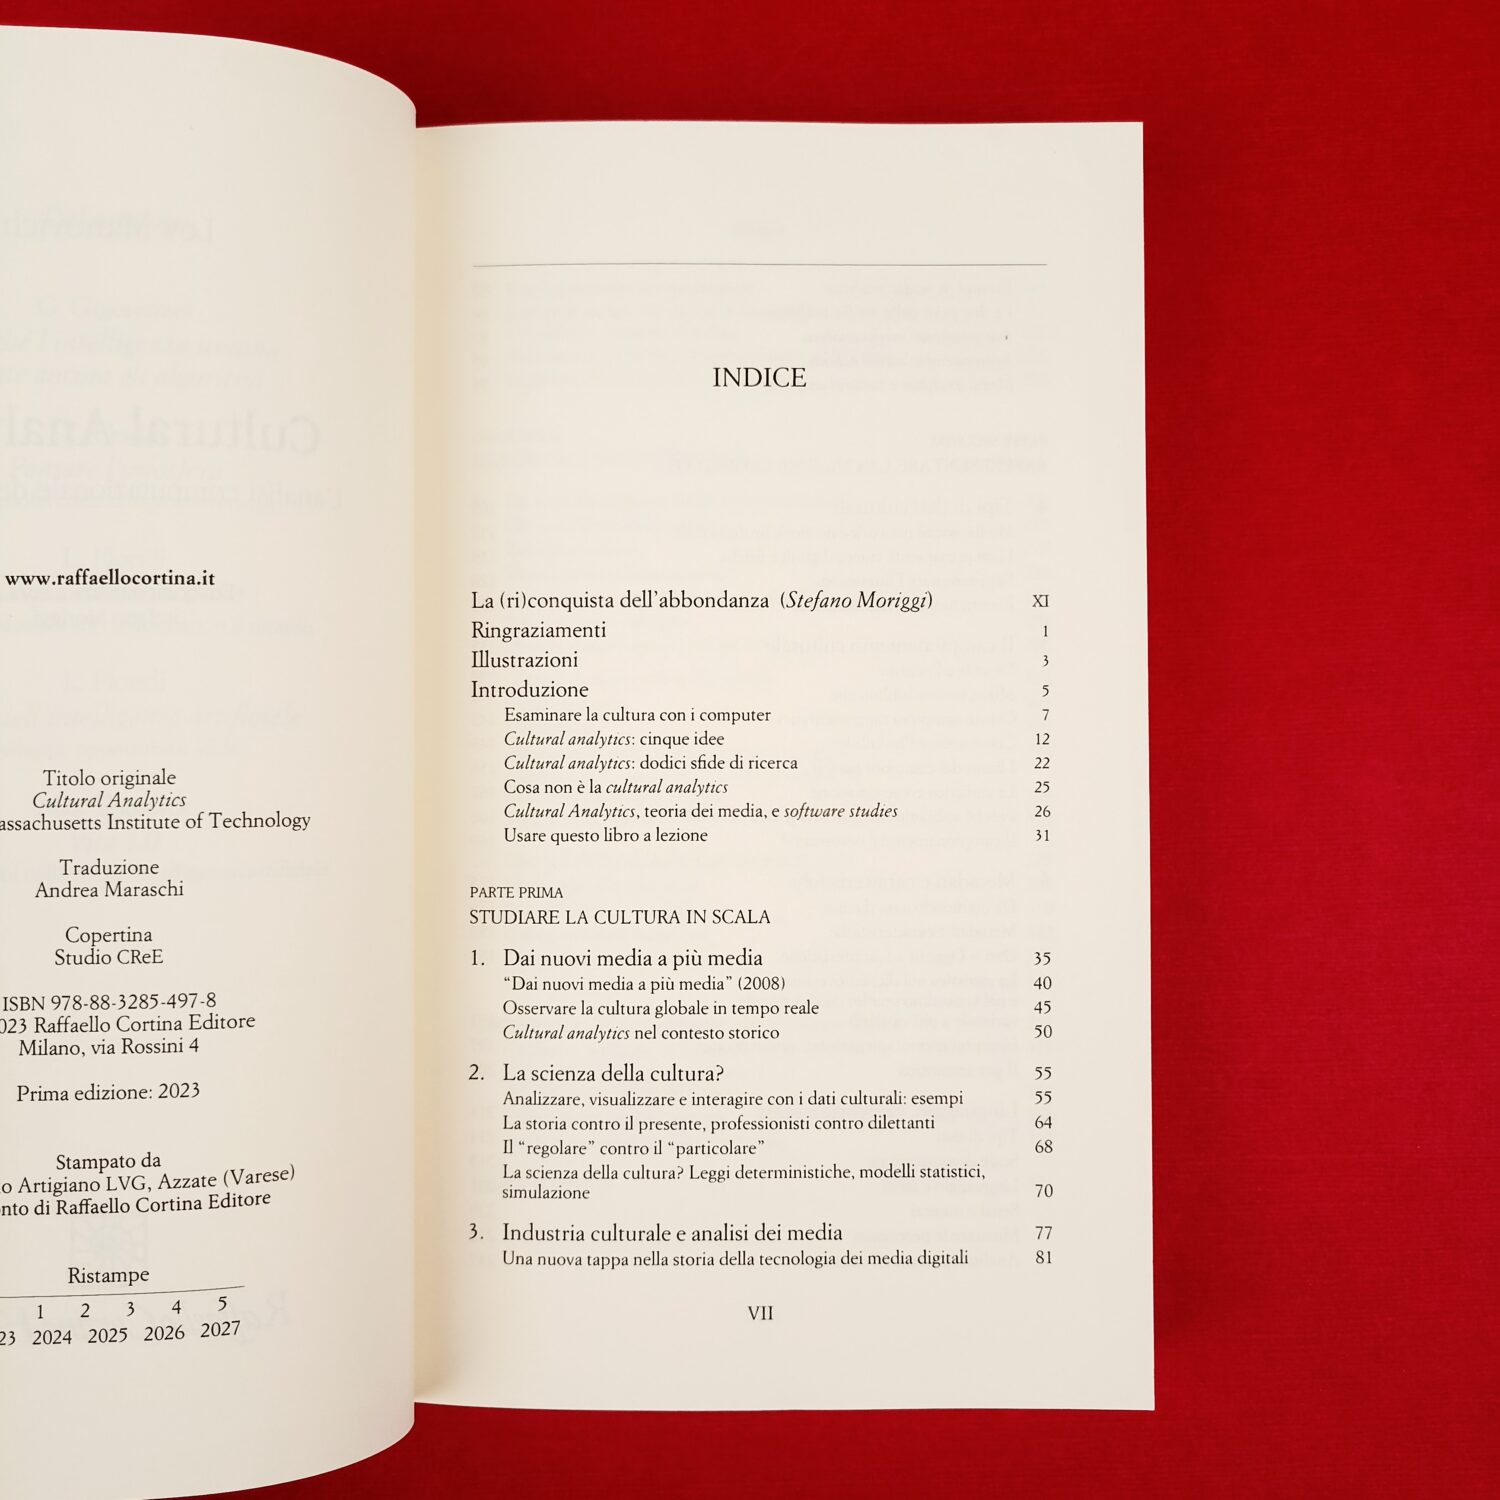 www.raffaellocortina.it
Titolo originale
Cultural Analytics
Institute of Technology
Traduzione
Andrea Maraschi
Copertina
Studio CReE
ISBN 978-88-3285-497-8
Raffaello Cortina Editore
Milano, via Rossini 4
Prima edizione: 2023
Stampato da
Artigiano LVG, Azzate (Varese)
di Raffaello Cortina Editore
Ristampe
1 2 3 4 5
2024 2025 2026 2027
INDICE
La (ri)conquista dell'abbondanza (Stefano Moriggi) XI
Ringraziamenti 1
Illustrazioni 3
Introduzione 5
Esaminare la cultura con i computer 7
Cultural analytics: cinque idee 12
Cultural analytics: dodici sfide di ricerca 22
Cosa non è la cultural analytics 25
Cultural Analytics, teoria dei media, e software studies 26
Usare questo libro a lezione 31
PARTE PRIMA
STUDIARE LA CULTURA IN SCALA
1. Dai nuovi media a più media 35
“Dai nuovi media a più media” (2008) 40
Osservare la cultura globale in tempo reale 45
Cultural analytics nel contesto storico 50
2. La scienza della cultura? 55
Analizzare, visualizzare e interagire con i dati culturali: esempi 55
La storia contro il presente, professionisti contro dilettanti 64
Il “regolare” contro il “particolare” 68
La scienza della cultura? Leggi deterministiche, modelli statistici,
simulazione 70
3. Industria culturale e analisi dei media 77
Una nuova tappa nella storia della tecnologia dei media digitali 81
VII